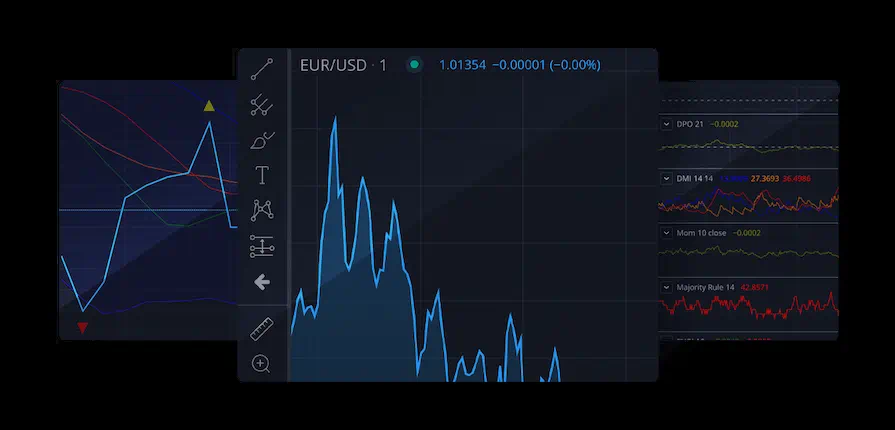 EUR/USD · 1 1.01354 −0.00001 (−0.00%)
T
DPO 21 −0.0002
DMI 14 14 27.3693 36.4986
Mom 10 close −0.0002
Majority Rule 14 42.8571